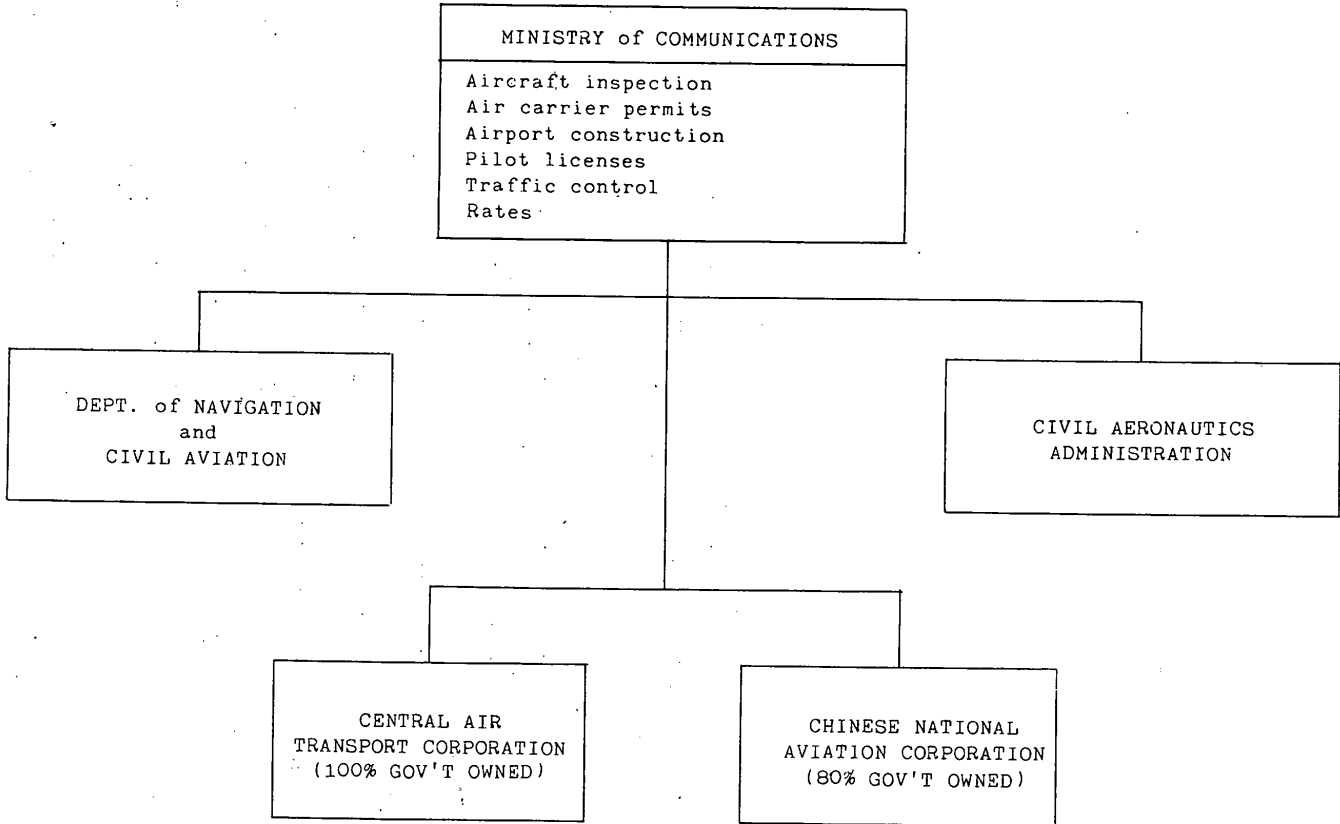 MINISTRY of COMMUNICATIONS
Aircraft inspection
Air carrier permits
Airport construction
Pilot licenses
Traffic control
Rates
DEPT. of NAVIGATION
and
CIVIL AVIATION
CIVIL AERONAUTICS
ADMINISTRATION
CENTRAL AIR
TRANSPORT CORPORATION
(100% GOV'T OWNED)
CHINESE NATIONAL
AVIATION CORPORATION
(80% GOV'T OWNED)